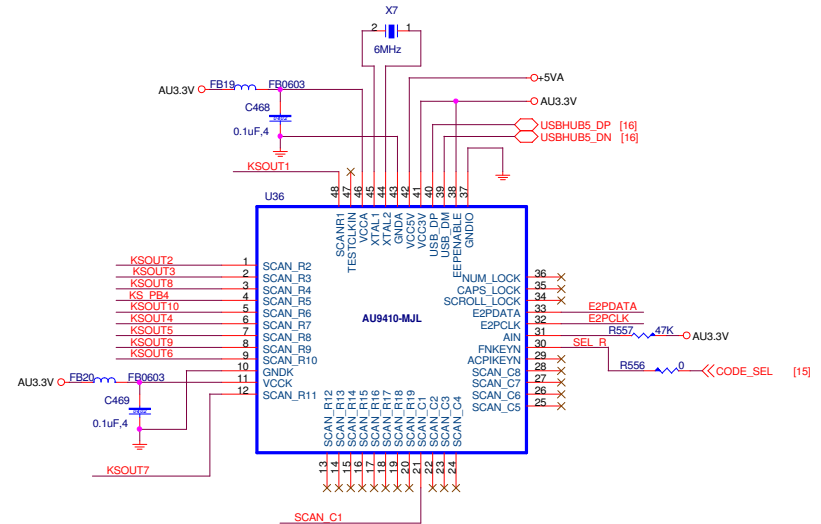 X7
2 1
6MHz
FB19 FB0603
AU3.3V
C468
0.1uF,4
+5VA
AU3.3V
USBHUB5_DP [16]
USBHUB5_DN [16]
KSOUT1
48 47 46 45 44 43 42 41 40 39 38 37
U36
SCANR1
TESTCLKIN
VCCA
XTAL1
XTAL2
GNDA
VCC5V
VCC3V
USB_DP
USB_DM
EEPENABLE
GNDIO
KSOUT2 1 SCAN_R2
KSOUT3 2 SCAN_R3
KSOUT8 3 SCAN_R4
KS_PB4 4 SCAN_R5
KSOUT10 5 SCAN_R6
KSOUT4 6 SCAN_R7
KSOUT5 7 SCAN_R8
KSOUT9 8 SCAN_R9
KSOUT6 9 SCAN_R10
10 GNDK
11 VCCK
12 SCAN_R11
AU9410-MJL
NUM_LOCK 36
CAPS_LOCK 35
SCROLL_LOCK 34
E2PDATA 33 E2PDATA
E2PCLK 32 E2PCLK
AIN 31 R557 47K AU3.3V
FNKEYN 30 SEL_R
ACPIKEYN 29
SCAN_C8 28
SCAN_C7 27
SCAN_C6 26
SCAN_C5 25
R556 0 CODE_SEL [15]
AU3.3V FB20 FB0603
C469
0.1uF,4
KSOUT7
SCAN_R12
SCAN_R13
SCAN_R14
SCAN_R15
SCAN_R16
SCAN_R17
SCAN_R18
SCAN_R19
SCAN_C1
SCAN_C2
SCAN_C3
SCAN_C4
13 14 15 16 17 18 19 20 21 22 23 24
SCAN_C1